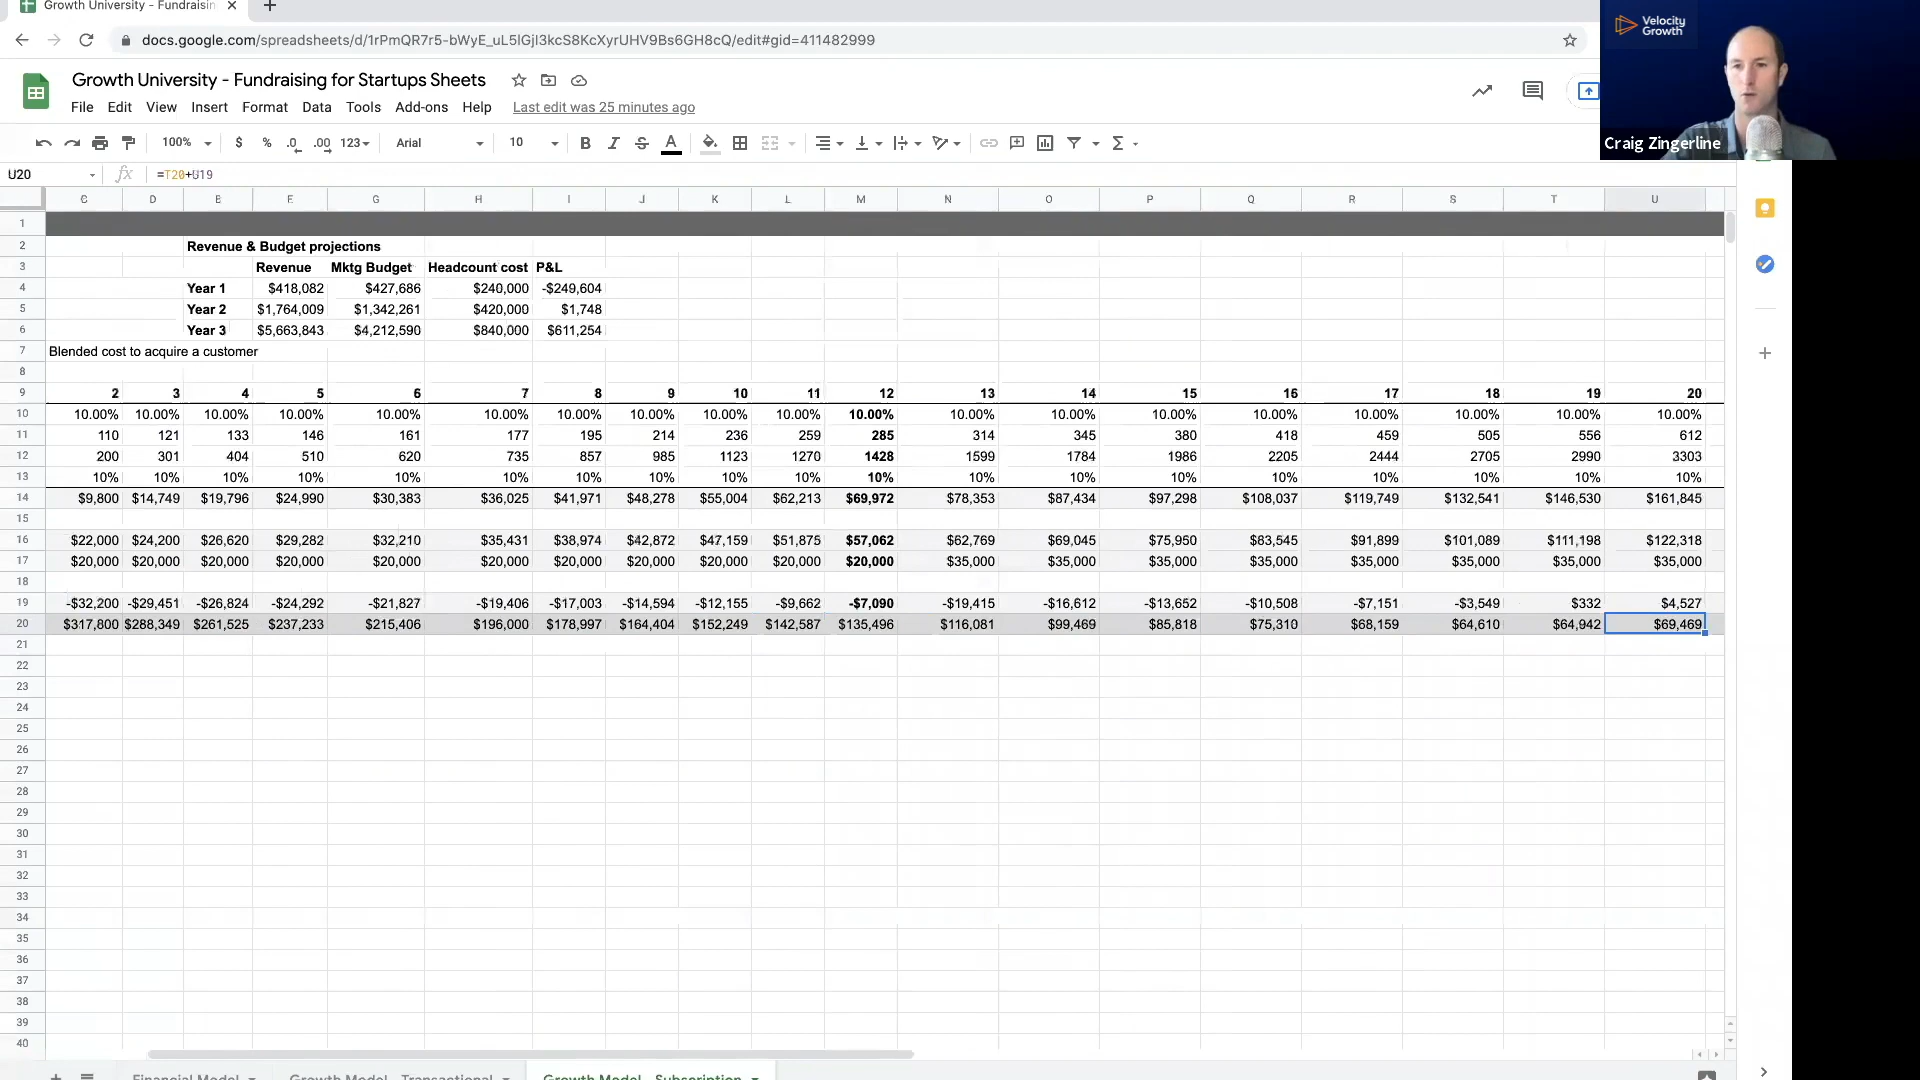 Growth University - Fundraisin
docs.google.com/spreadsheets/d/1rPmQR7r5-bWyE_uL5lGjl3kcS8KcXyrUHV9Bs6GH8cQ/edit#gid=411482999
Velocity Growth
Growth University - Fundraising for Startups Sheets
File Edit View Insert Format Data Tools Add-ons Help Last edit was 25 minutes ago
100% $ % .0 .00 123 Arial 10 B I S A
Craig Zingerline
U20 fx =T20+U19
C D E F G H I J K L M N O P Q R S T U
1
2 Revenue & Budget projections
3 Revenue Mktg Budget Headcount cost P&L
4 Year 1 $418,082 $427,686 $240,000 -$249,604
5 Year 2 $1,764,009 $1,342,261 $420,000 $1,748
6 Year 3 $5,663,843 $4,212,590 $840,000 $611,254
7 Blended cost to acquire a customer
8
9 2 3 4 5 6 7 8 9 10 11 12 13 14 15 16 17 18 19 20
10 10.00% 10.00% 10.00% 10.00% 10.00% 10.00% 10.00% 10.00% 10.00% 10.00% 10.00% 10.00% 10.00% 10.00% 10.00% 10.00% 10.00% 10.00% 10.00%
11 110 121 133 146 161 177 195 214 236 259 285 314 345 380 418 459 505 556 612
12 200 301 404 510 620 735 857 985 1123 1270 1428 1599 1784 1986 2205 2444 2705 2990 3303
13 10% 10% 10% 10% 10% 10% 10% 10% 10% 10% 10% 10% 10% 10% 10% 10% 10% 10% 10%
14 $9,800 $14,749 $19,796 $24,990 $30,383 $36,025 $41,971 $48,278 $55,004 $62,213 $69,972 $78,353 $87,434 $97,298 $108,037 $119,749 $132,541 $146,530 $161,845
15
16 $22,000 $24,200 $26,620 $29,282 $32,210 $35,431 $38,974 $42,872 $47,159 $51,875 $57,062 $62,769 $69,045 $75,950 $83,545 $91,899 $101,089 $111,198 $122,318
17 $20,000 $20,000 $20,000 $20,000 $20,000 $20,000 $20,000 $20,000 $20,000 $20,000 $20,000 $35,000 $35,000 $35,000 $35,000 $35,000 $35,000 $35,000 $35,000
18
19 -$32,200 -$29,451 -$26,824 -$24,292 -$21,827 -$19,406 -$17,003 -$14,594 -$12,155 -$9,662 -$7,090 -$19,415 -$16,612 -$13,652 -$10,508 -$7,151 -$3,549 $332 $4,527
20 $317,800 $288,349 $261,525 $237,233 $215,406 $196,000 $178,997 $164,404 $152,249 $142,587 $135,496 $116,081 $99,469 $85,818 $75,310 $68,159 $64,610 $64,942 $69,469
21
22
23
24
25
26
27
28
29
30
31
32
33
34
35
36
37
38
39
40
Financial Model Growth Model - Transactional Growth Model - Subscription